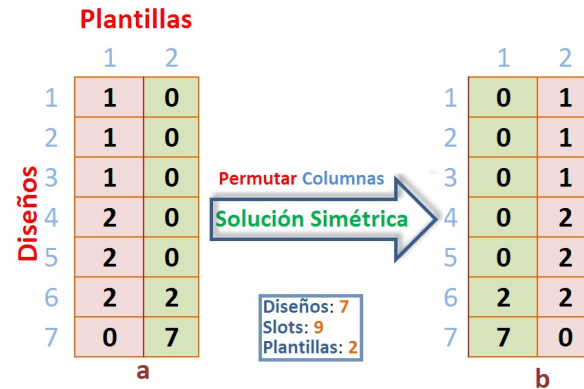 Plantillas
1 2
1 1 0
2 1 0
3 1 0
4 2 0
5 2 0
6 2 2
7 0 7
Diseños
a
Permutar Columnas
Solución Simétrica
Diseños: 7
Slots: 9
Plantillas: 2
1 2
1 0 1
2 0 1
3 0 1
4 0 2
5 0 2
6 2 2
7 7 0
b